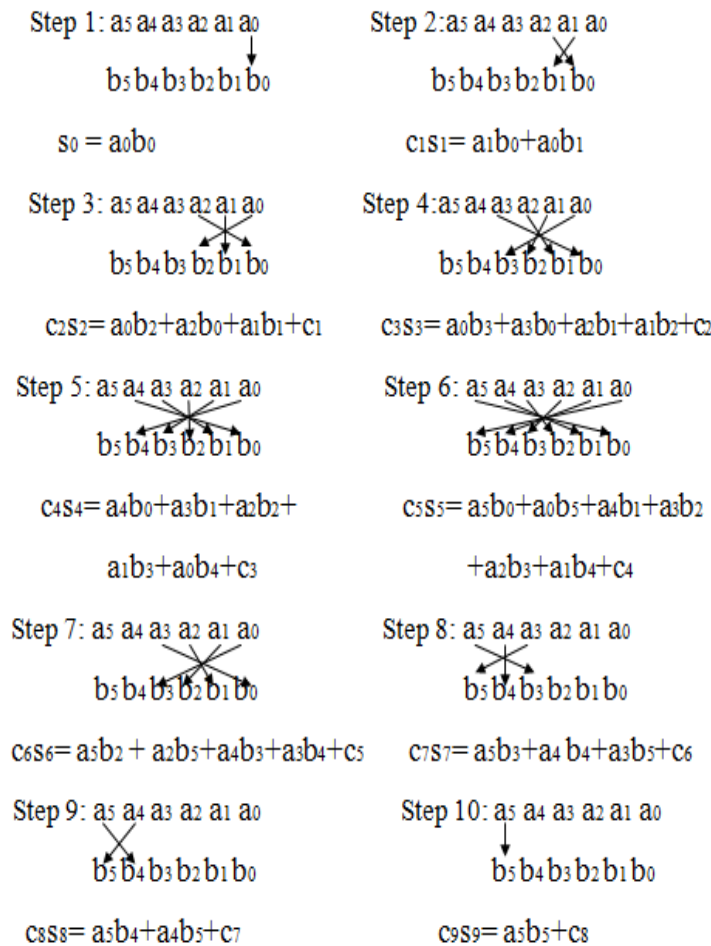 Step 1: a5 a4 a3 a2 a1 a0
b5 b4 b3 b2 b1 b0
s0 = a0b0
Step 2: a5 a4 a3 a2 a1 a0
b5 b4 b3 b2 b1 b0
c1s1= a1b0+a0b1
Step 3: a5 a4 a3 a2 a1 a0
b5 b4 b3 b2 b1 b0
c2s2= a0b2+a2b0+a1b1+c1
Step 4:a5 a4 a3 a2 a1 a0
b5 b4 b3 b2 b1 b0
c3s3= a0b3+a3b0+a2b1+a1b2+c2
Step 5: a5 a4 a3 a2 a1 a0
b5 b4 b3 b2 b1 b0
c4s4= a4b0+a3b1+a2b2+
a1b3+a0b4+c3
Step 6: a5 a4 a3 a2 a1 a0
b5 b4 b3 b2 b1 b0
c5s5= a5b0+a0b5+a4b1+a3b2
+a2b3+a1b4+c4
Step 7: a5 a4 a3 a2 a1 a0
b5 b4 b3 b2 b1 b0
c6s6= a5b2 + a2b5+a4b3+a3b4+c5
Step 8: a5 a4 a3 a2 a1 a0
b5 b4 b3 b2 b1 b0
c7s7= a5b3+a4 b4+a3b5+c6
Step 9: a5 a4 a3 a2 a1 a0
b5 b4 b3 b2 b1 b0
c8s8= a5b4+a4b5+c7
Step 10: a5 a4 a3 a2 a1 a0
b5 b4 b3 b2 b1 b0
c9s9= a5b5+c8